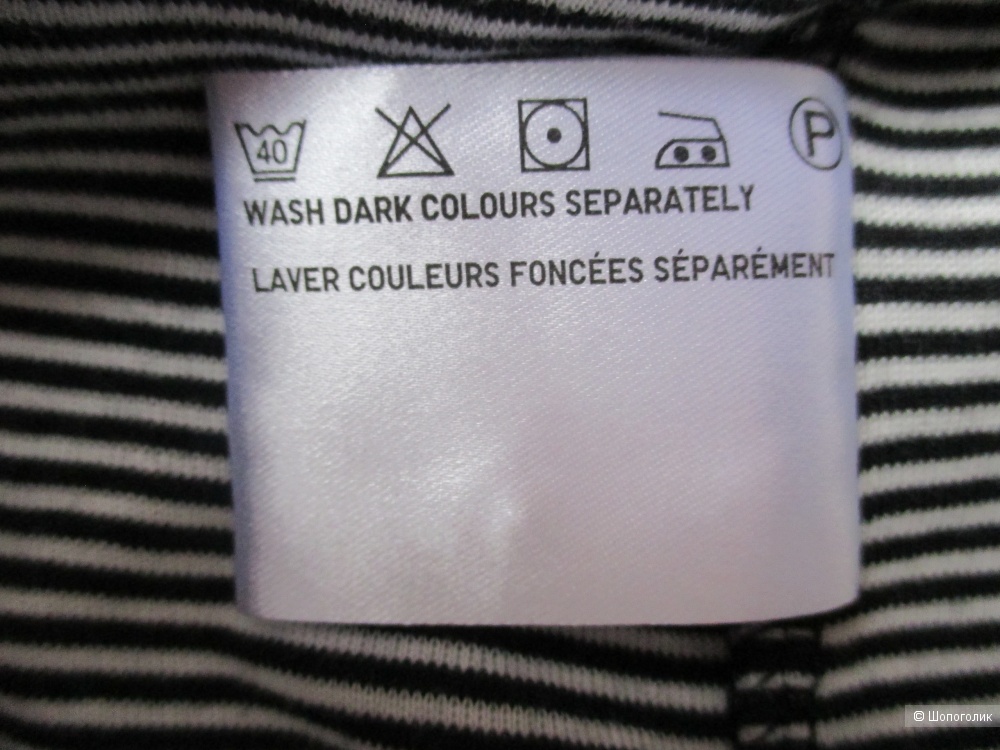 40 P
WASH DARK COLOURS SEPARATELY
LAVER COULEURS FONCÉES SÉPARÉMENT
© Шопоголик